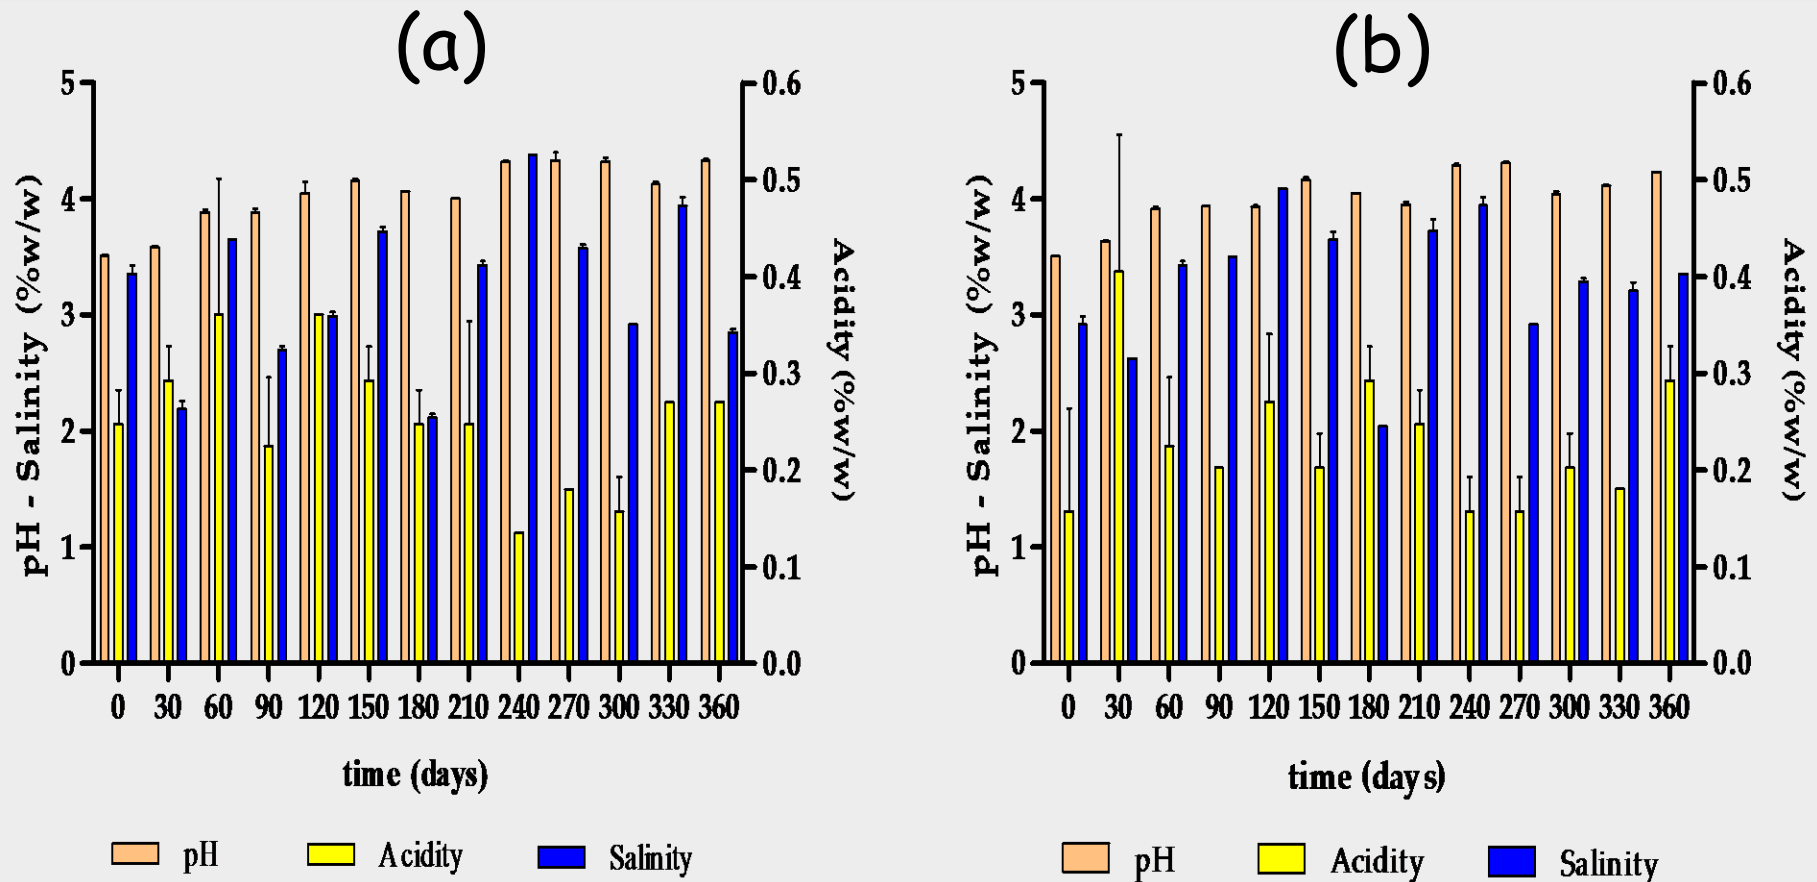 (a)
5
4
3
2
1
0
pH - Salinity (%w/w)
0.6
0.5
0.4
0.3
0.2
0.1
0.0
Acidity (%w/w)
0 30 60 90 120 150 180 210 240 270 300 330 360
time (days)
pH Acidity Salinity
(b)
5
4
3
2
1
0
pH - Salinity (%w/w)
0.6
0.5
0.4
0.3
0.2
0.1
0.0
Acidity (%w/w)
0 30 60 90 120 150 180 210 240 270 300 330 360
time (days)
pH Acidity Salinity